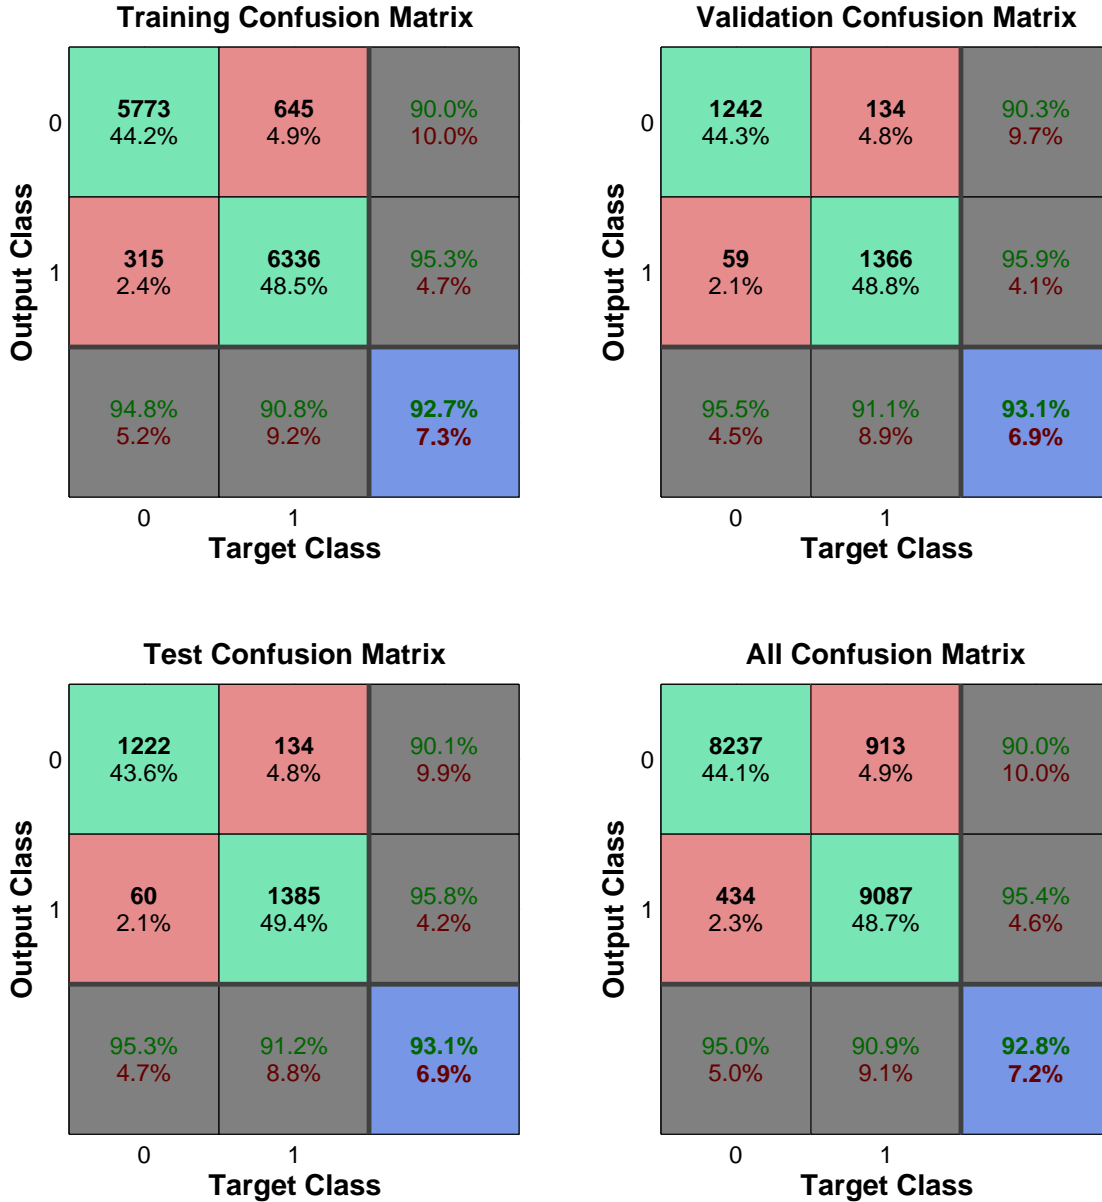 Training Confusion Matrix
5773 645 90.0%
44.2% 4.9% 10.0%
0
315 6336 95.3%
2.4% 48.5% 4.7%
1
94.8% 90.8% 92.7%
5.2% 9.2% 7.3%
0 1
Target Class
Output Class
Validation Confusion Matrix
1242 134 90.3%
44.3% 4.8% 9.7%
0
59 1366 95.9%
2.1% 48.8% 4.1%
1
95.5% 91.1% 93.1%
4.5% 8.9% 6.9%
0 1
Target Class
Output Class
Test Confusion Matrix
1222 134 90.1%
43.6% 4.8% 9.9%
0
60 1385 95.8%
2.1% 49.4% 4.2%
1
95.3% 91.2% 93.1%
4.7% 8.8% 6.9%
0 1
Target Class
Output Class
All Confusion Matrix
8237 913 90.0%
44.1% 4.9% 10.0%
0
434 9087 95.4%
2.3% 48.7% 4.6%
1
95.0% 90.9% 92.8%
5.0% 9.1% 7.2%
0 1
Target Class
Output Class